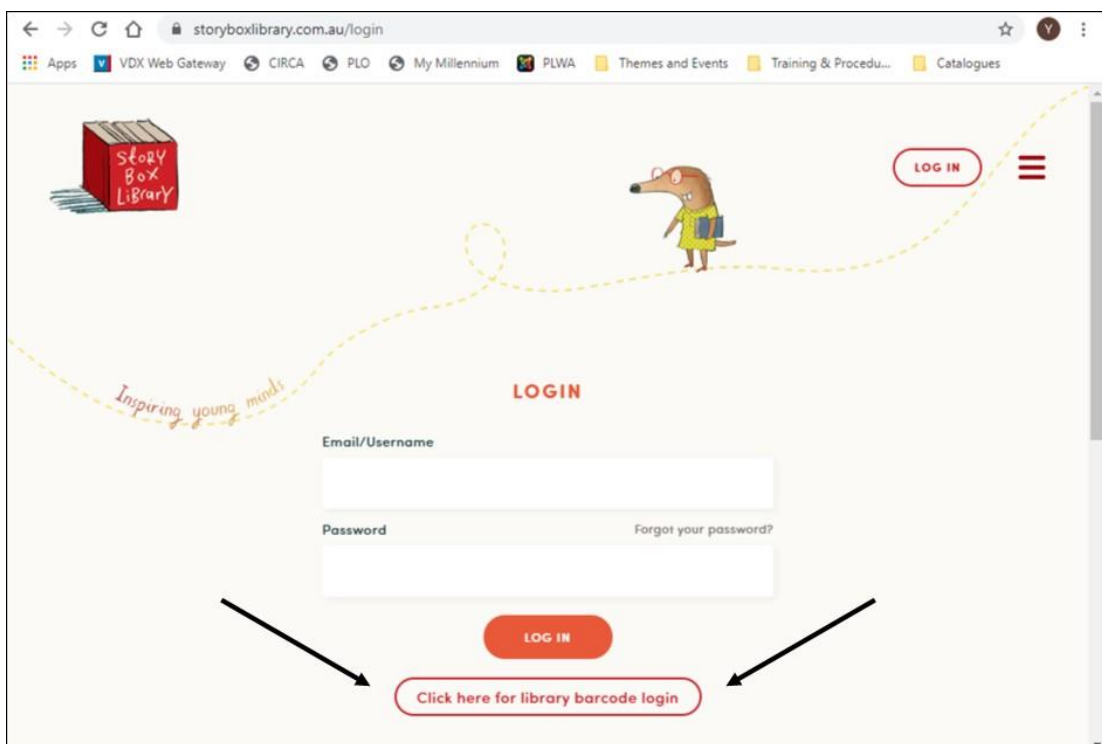 storyboxlibrary.com.au/login
Y
Apps VDX Web Gateway CIRCA PLO My Millennium PLWA Themes and Events Training & Procedu... Catalogues
StoRY
BoX
LiBrarY
LOG IN
Inspiring young minds
LOGIN
Email/Username
Password Forgot your password?
LOG IN
Click here for library barcode login